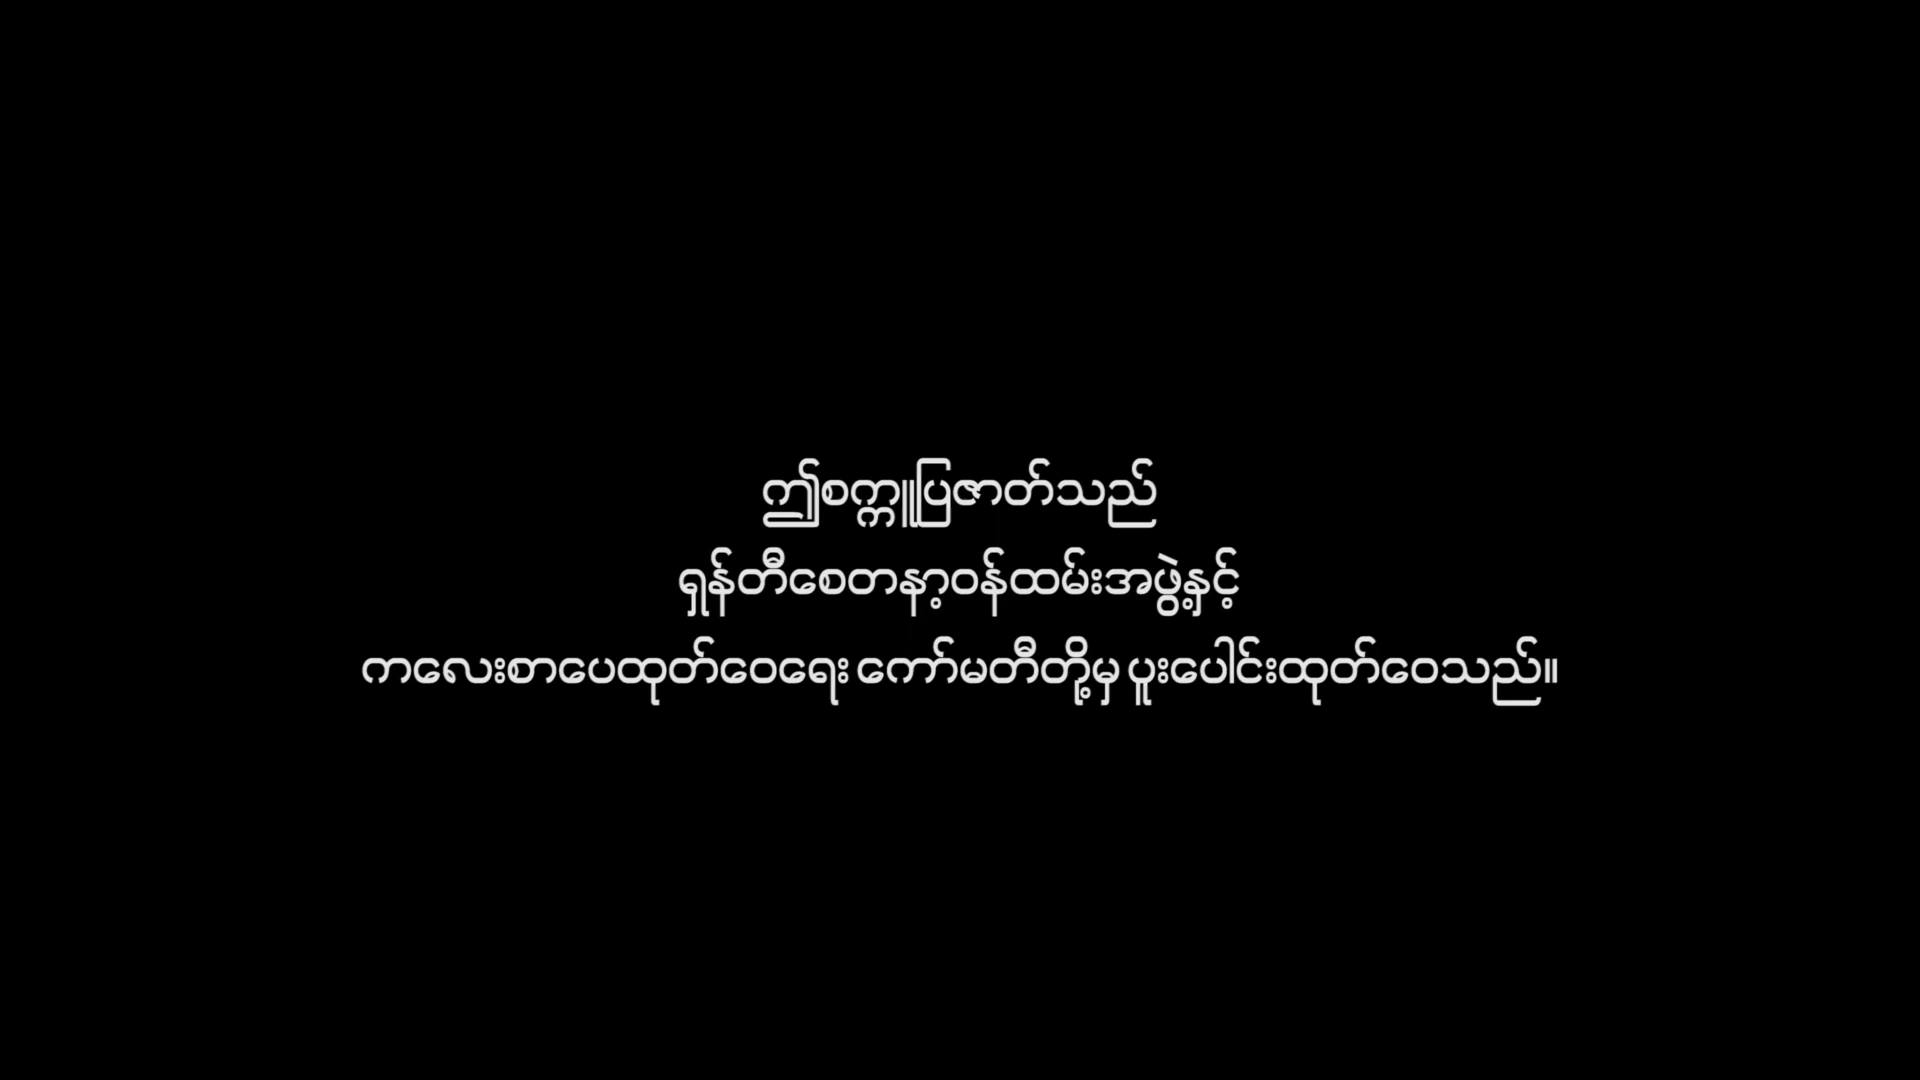 ဤစက္ကူပြဇာတ်သည်
ရှန်တီစေတနာ့ဝန်ထမ်းအဖွဲ့နှင့်
ကလေးစာပေထုတ်ဝေရေး ကော်မတီတို့မှ ပူးပေါင်းထုတ်ဝေသည်။